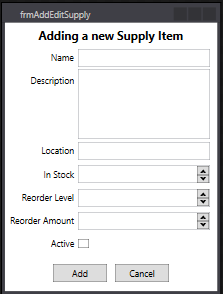 frmAddEditSupply
Adding a new Supply Item
Name
Description
Location
In Stock
Reorder Level
Reorder Amount
Active
Add Cancel